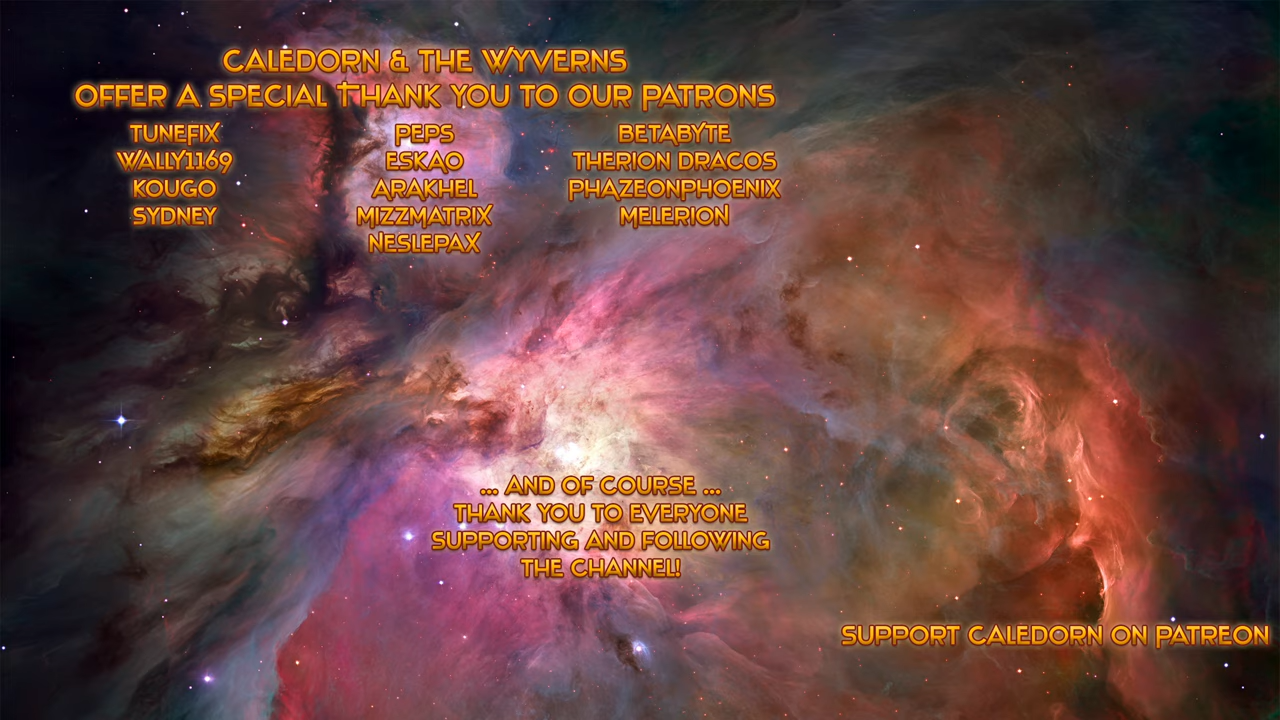 CALEDORN & THE WYVERNS
OFFER A SPECIAL THANK YOU TO OUR PATRONS
TUNEFIX
WALLY1169
KOUGO
SYDNEY
PEPS
ESKAO
ARAKHEL
MIZZMATRIX
NESLEPAX
BETABYTE
THERION DRACOS
PHAZEONPHOENIX
MELERION
... AND OF COURSE ...
THANK YOU TO EVERYONE
SUPPORTING AND FOLLOWING
THE CHANNEL!
SUPPORT CALEDORN ON PATREON